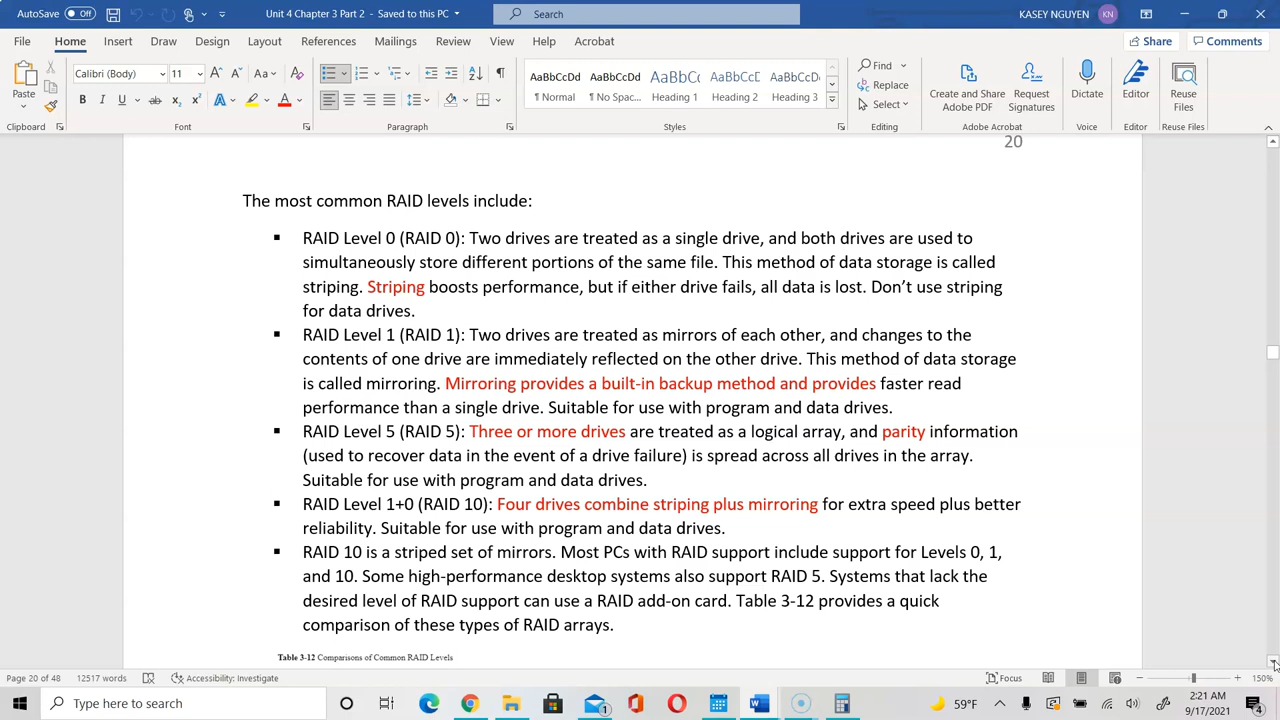 AutoSave Off Unit 4 Chapter 3 - Saved to this PC Search KASEY NGUYEN KN
File Home Insert Draw Design Layout References Mailings Review View Help Acrobat Share Comments
Calibri (Body) 11 AaBbCcDd AaBbCcDd AaBbCc AaBbCcE AaBbCcDd Find
Paste Replace
B I U ab x₂ x² A A ¶ Normal ¶ No Spac... Heading 1 Heading 2 Heading 3 Select
Create and Share Adobe PDF Request Signatures Dictate Editor Reuse Files
Clipboard Font Paragraph Styles Editing Adobe Acrobat Voice Editor Reuse Files
20
The most common RAID levels include:
▪ RAID Level 0 (RAID 0): Two drives are treated as a single drive, and both drives are used to
simultaneously store different portions of the same file. This method of data storage is called
striping. Striping boosts performance, but if either drive fails, all data is lost. Don’t use striping
for data drives.
▪ RAID Level 1 (RAID 1): Two drives are treated as mirrors of each other, and changes to the
contents of one drive are immediately reflected on the other drive. This method of data storage
is called mirroring. Mirroring provides a built-in backup method and provides faster read
performance than a single drive. Suitable for use with program and data drives.
▪ RAID Level 5 (RAID 5): Three or more drives are treated as a logical array, and parity information
(used to recover data in the event of a drive failure) is spread across all drives in the array.
Suitable for use with program and data drives.
▪ RAID Level 1+0 (RAID 10): Four drives combine striping plus mirroring for extra speed plus better
reliability. Suitable for use with program and data drives.
▪ RAID 10 is a striped set of mirrors. Most PCs with RAID support include support for Levels 0, 1,
and 10. Some high-performance desktop systems also support RAID 5. Systems that lack the
desired level of RAID support can use a RAID add-on card. Table 3-12 provides a quick
comparison of these types of RAID arrays.
Table 3-12 Comparisons of Common RAID Levels
Page 20 of 48 12517 words Accessibility: Investigate Focus 150%
Type here to search 1 59°F 2:21 AM
9/17/2021 4